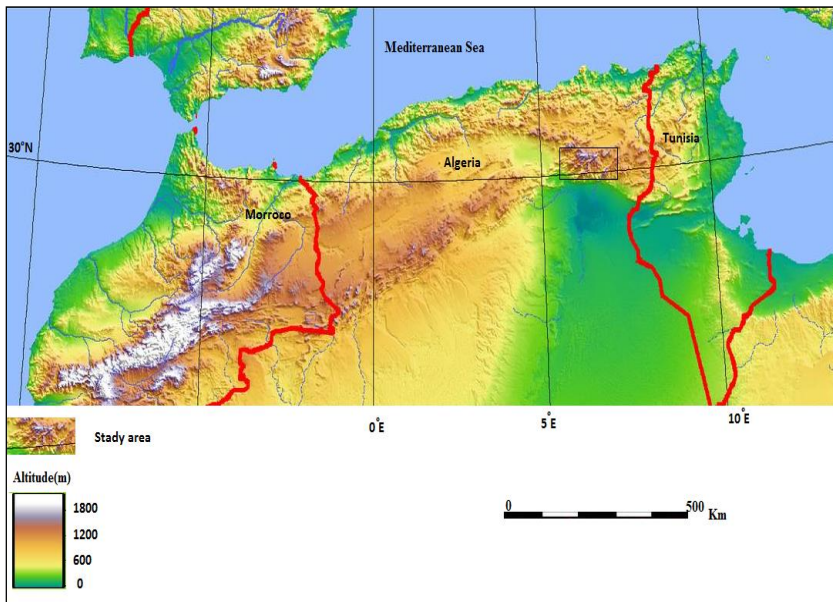 Mediterranean Sea
30°N
Algeria
Tunisia
Morroco
0°E
5°E
10°E
Stady area
Altitude(m)
1800
1200
600
0
0
500
Km